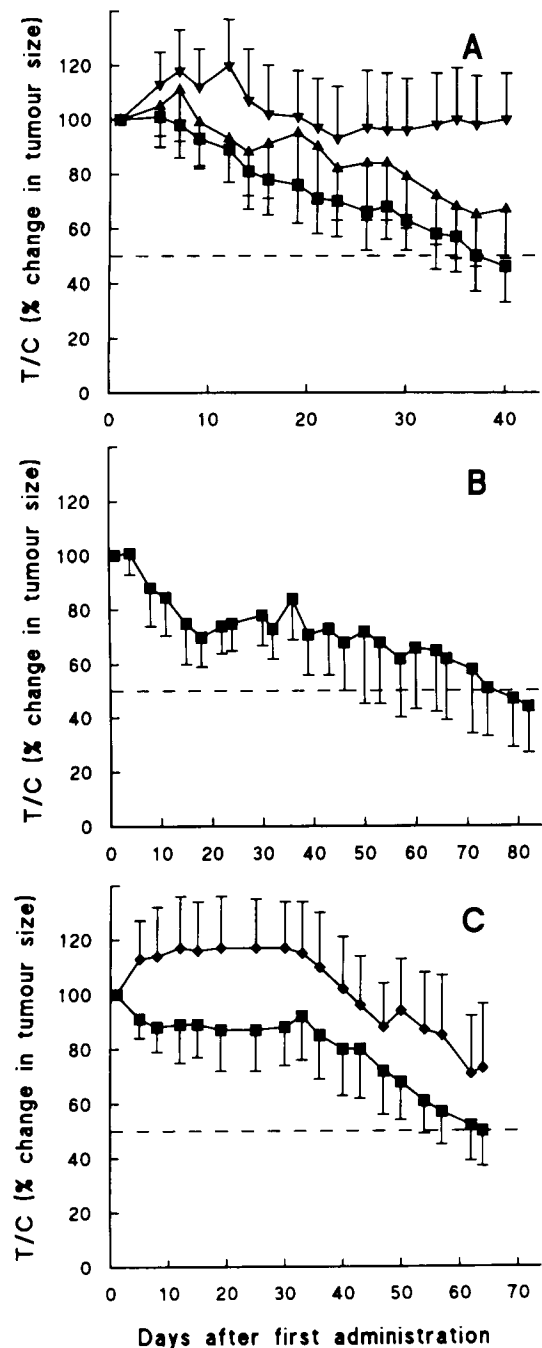 A
T/C (% change in tumour size)
120
100
80
60
40
20
0
0 10 20 30 40
B
T/C (% change in tumour size)
120
100
80
60
40
20
0
0 10 20 30 40 50 60 70 80
C
T/C (% change in tumour size)
120
100
80
60
40
20
0
0 10 20 30 40 50 60 70
Days after first administration